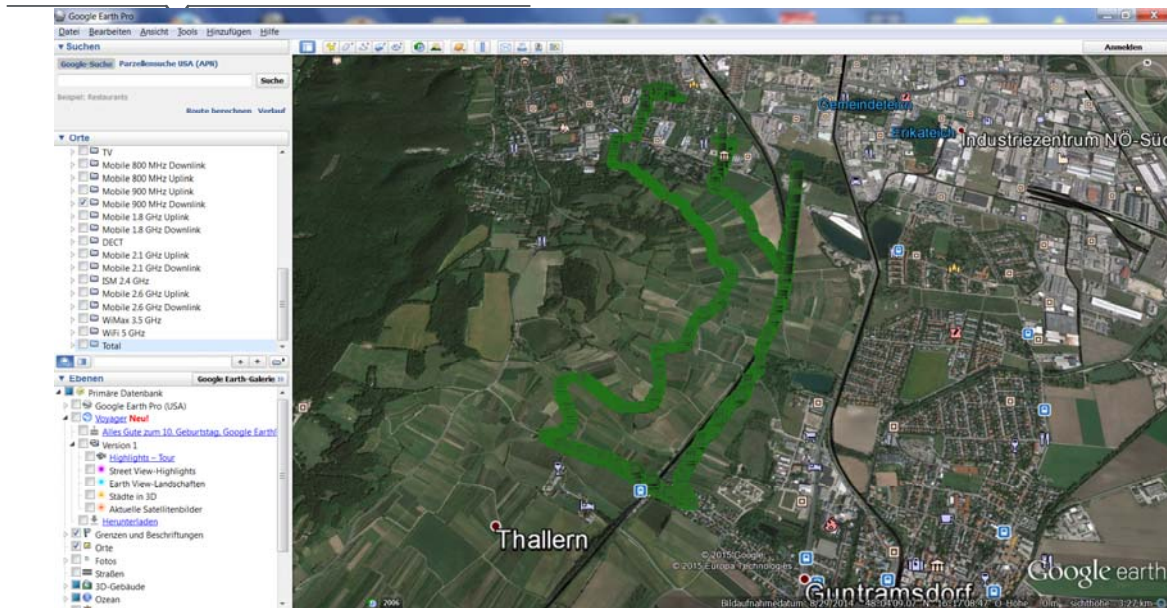 Google Earth Pro
Datei Bearbeiten Ansicht Tools Hinzufügen Hilfe
▼ Suchen
Google-Suche Parzellensuche USA (APN)
Suche
Beispiel: Restaurants
Route berechnen Verlauf
▼ Orte
TV
Mobile 800 MHz Downlink
Mobile 800 MHz Uplink
Mobile 900 MHz Uplink
Mobile 900 MHz Downlink
Mobile 1.8 GHz Uplink
Mobile 1.8 GHz Downlink
DECT
Mobile 2.1 GHz Uplink
Mobile 2.1 GHz Downlink
ISM 2.4 GHz
Mobile 2.6 GHz Uplink
Mobile 2.6 GHz Downlink
WiMax 3.5 GHz
WiFi 5 GHz
Total
▼ Ebenen Google Earth-Galerie
Primäre Datenbank
Google Earth Pro (USA)
Voyager Neu!
Alles Gute zum 10. Geburtstag, Google Earth!
Version 1
Highlights – Tour
Street View-Highlights
Earth View-Landschaften
Städte in 3D
Aktuelle Satellitenbilder
Herunterladen
Grenzen und Beschriftungen
Orte
Fotos
Straßen
3D-Gebäude
Ozean
Anmelden
Gemeindeteich
Erikateich
Industriezentrum NÖ-Süd
Thallern
© 2015 Google
© 2015 Europa Technologies
Google earth
Guntramsdorf
2006
Bildaufnahmedatum: 8/29/2014